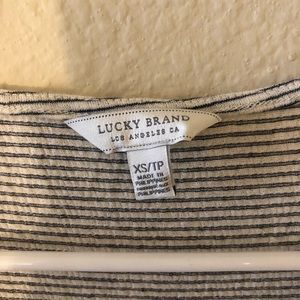 LUCKY BRAND
LOS ANGELES CA
XS/TP
MADE IN
PHILIPPINES